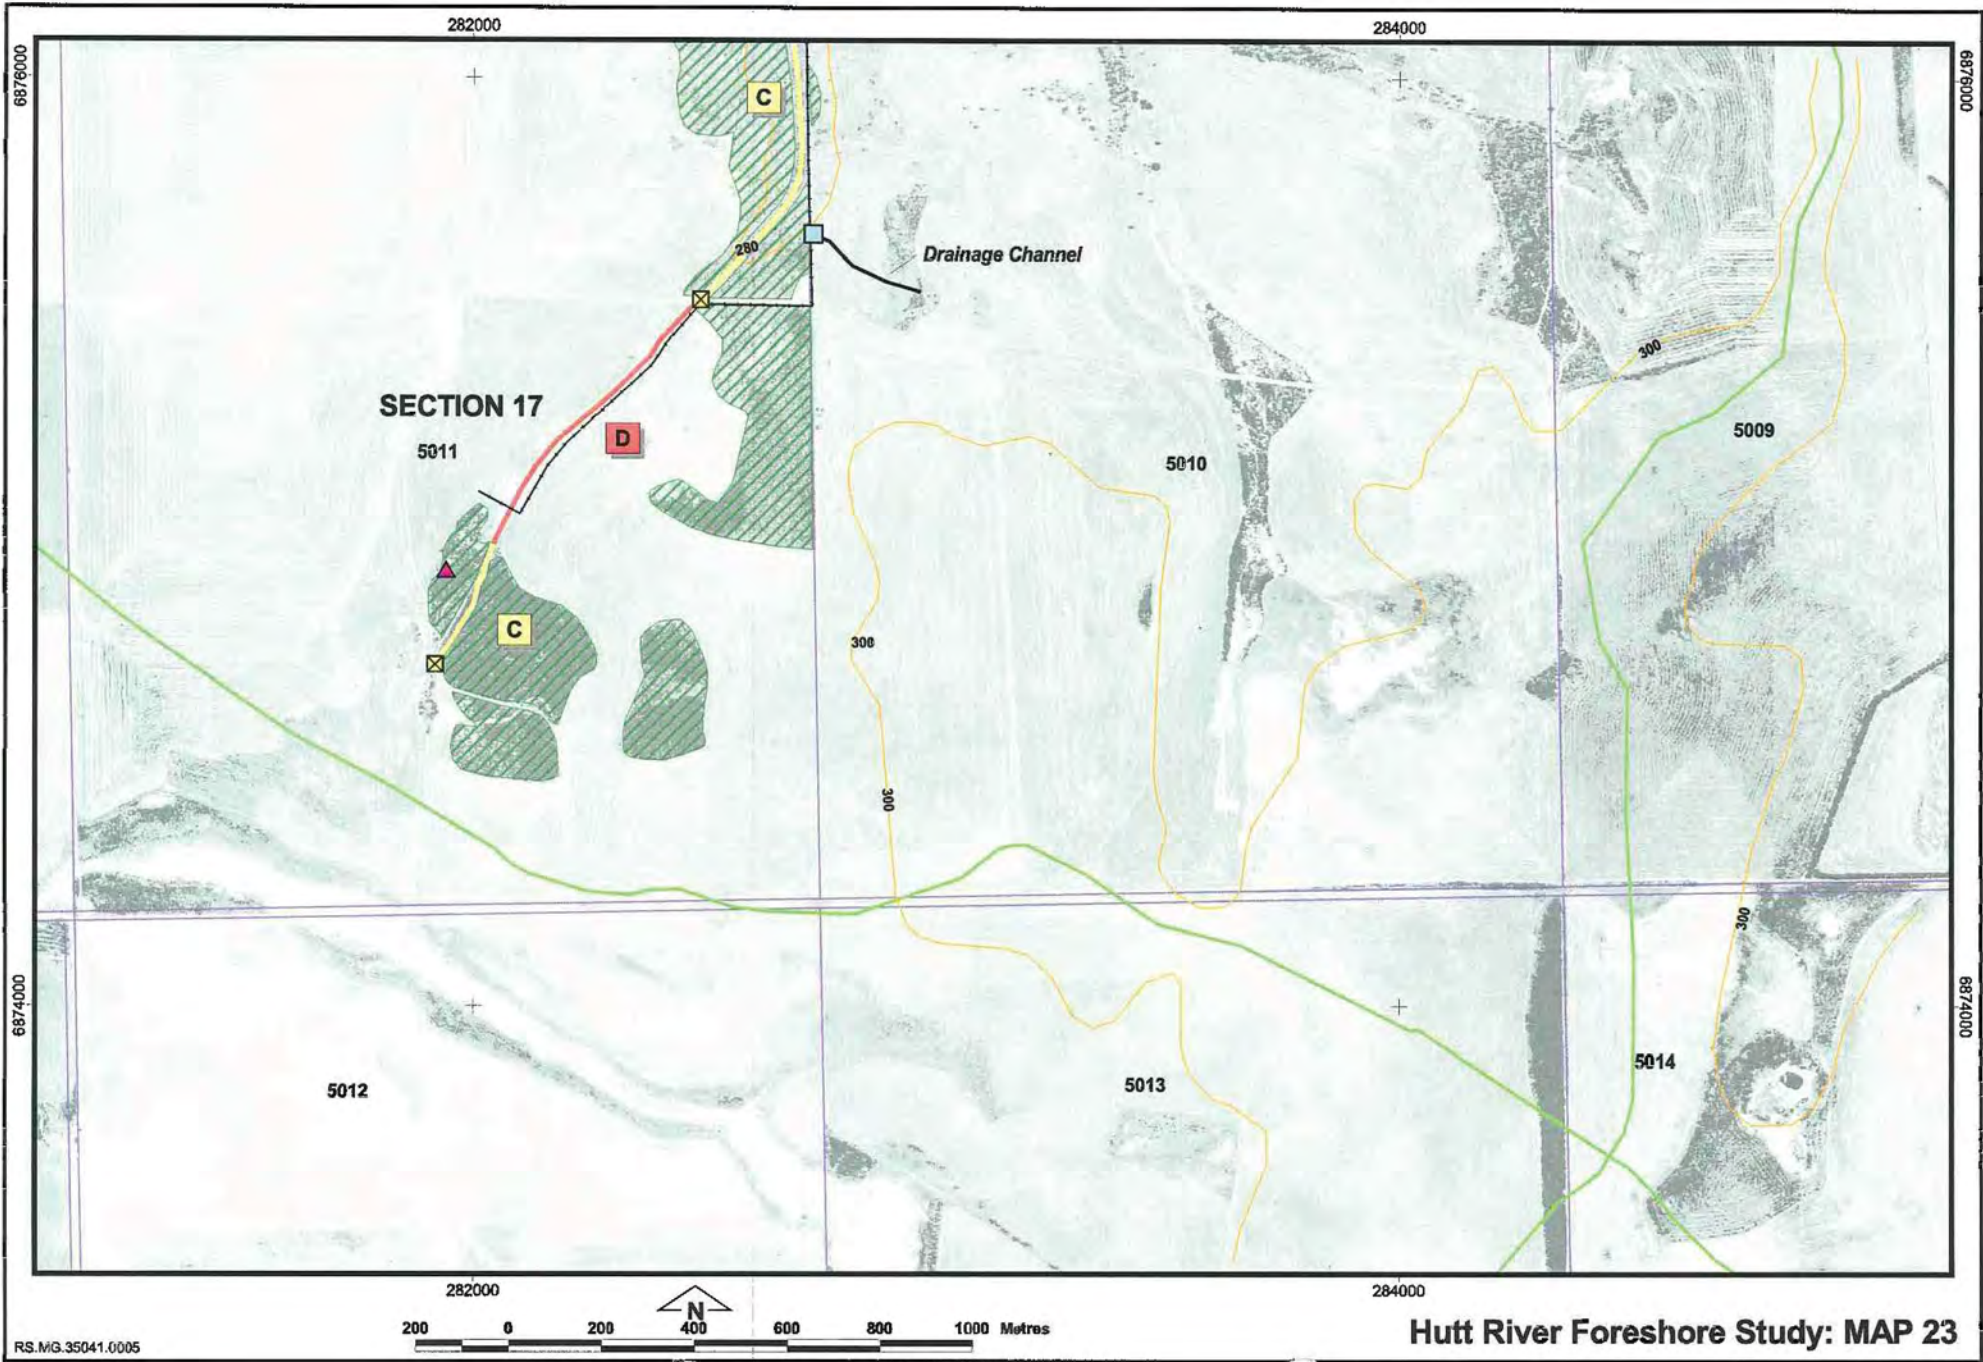 282000
284000
6876000
6876000
C
280
Drainage Channel
300
SECTION 17
5011
D
5009
5010
C
300
300
300
6874000
6874000
5012
5013
5014
282000
284000
N
200 0 200 400 600 800 1000 Metres
RS.MG.35041.0005
Hutt River Foreshore Study: MAP 23